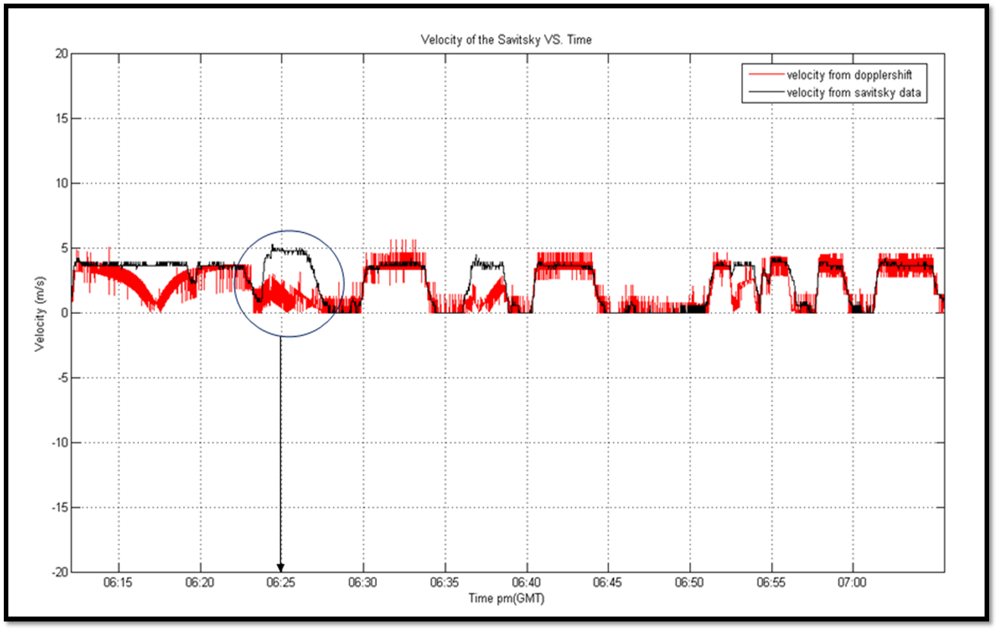 Velocity of the Savitsky VS. Time
velocity from dopplershift
velocity from savitsky data
20
15
10
5
0
-5
-10
-15
-20
Velocity (m/s)
06:15 06:20 06:25 06:30 06:35 06:40 06:45 06:50 06:55 07:00
Time pm(GMT)